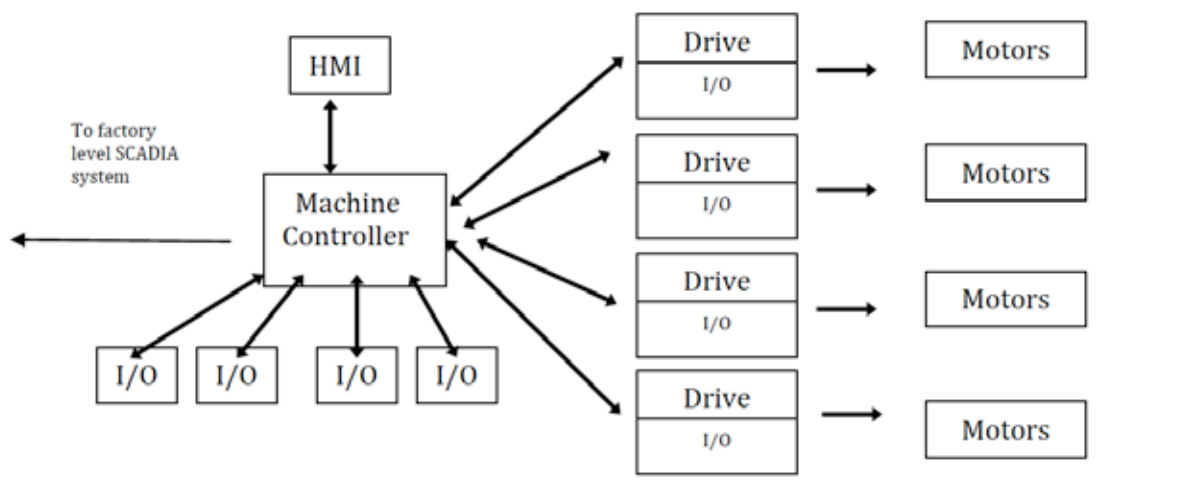 HMI
To factory
level SCADIA
system
Machine
Controller
I/O
I/O
I/O
I/O
Drive
I/O
Motors
Drive
I/O
Motors
Drive
I/O
Motors
Drive
I/O
Motors